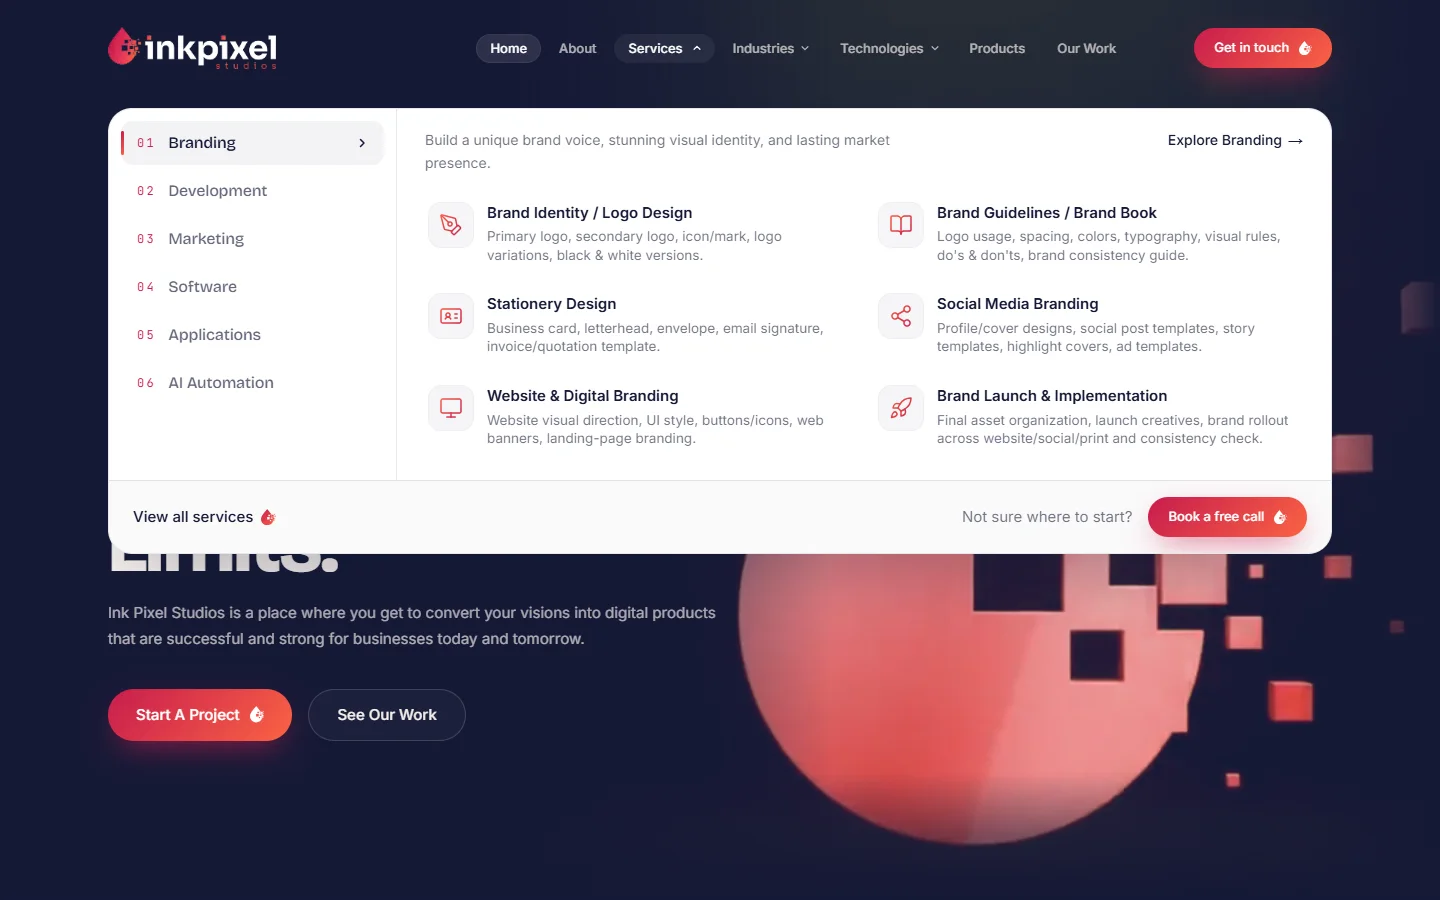 inkpixel
studios
Home
About
Services
Industries
Technologies
Products
Our Work
Get in touch
01 Branding
02 Development
03 Marketing
04 Software
05 Applications
06 AI Automation
Build a unique brand voice, stunning visual identity, and lasting market
presence.
Explore Branding →
Brand Identity / Logo Design
Primary logo, secondary logo, icon/mark, logo
variations, black & white versions.
Brand Guidelines / Brand Book
Logo usage, spacing, colors, typography, visual rules,
do's & don'ts, brand consistency guide.
Stationery Design
Business card, letterhead, envelope, email signature,
invoice/quotation template.
Social Media Branding
Profile/cover designs, social post templates, story
templates, highlight covers, ad templates.
Website & Digital Branding
Website visual direction, UI style, buttons/icons, web
banners, landing-page branding.
Brand Launch & Implementation
Final asset organization, launch creatives, brand rollout
across website/social/print and consistency check.
View all services
Not sure where to start?
Book a free call
Limits.
Ink Pixel Studios is a place where you get to convert your visions into digital products
that are successful and strong for businesses today and tomorrow.
Start A Project
See Our Work